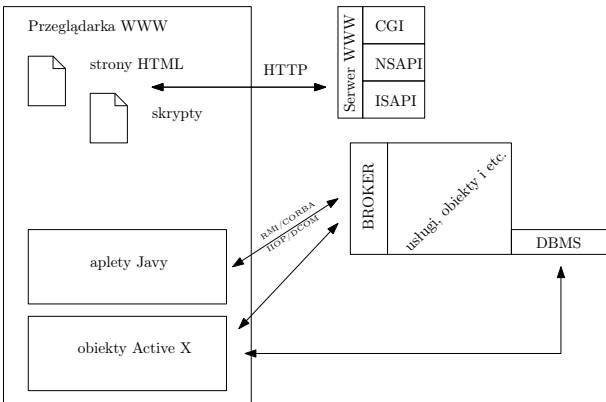 Przeglądarka WWW
strony HTML
skrypty
HTTP
Serwer WWW
CGI
NSAPI
ISAPI
BROKER
usługi, obiekty i etc.
DBMS
RMI/CORBA
IIOP/DCOM
aplety Javy
obiekty Active X